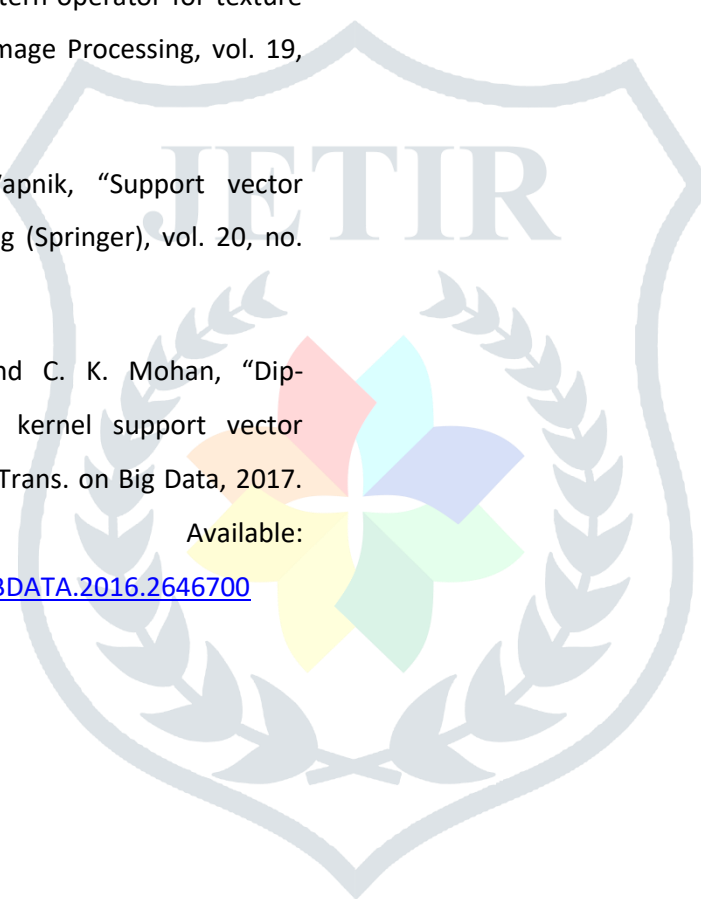 tern operator for texture
mage Processing, vol. 19,
JETIR
Vapnik, “Support vector
g (Springer), vol. 20, no.
nd C. K. Mohan, “Dip-
kernel support vector
Trans. on Big Data, 2017.
Available:
BDATA.2016.2646700